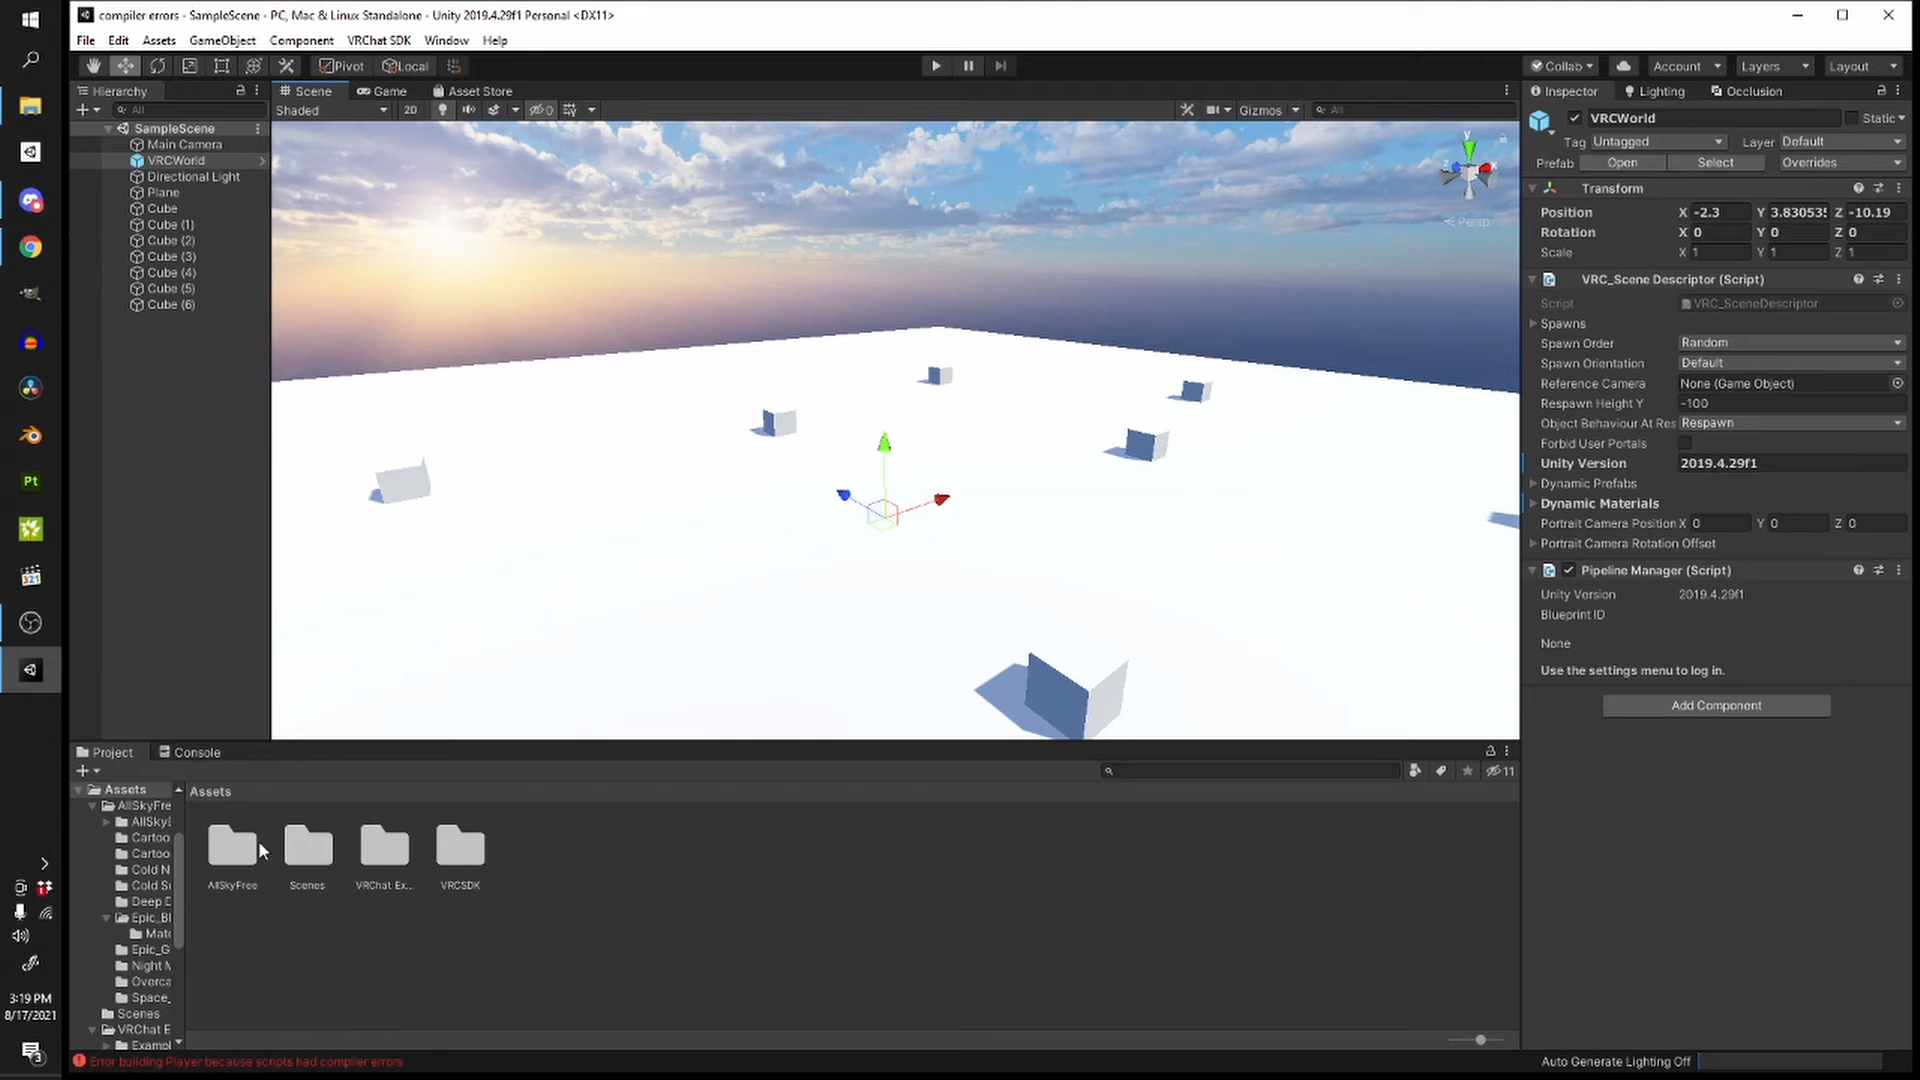 compiler errors - SampleScene - PC, Mac & Linux Standalone - Unity 2019.4.29f1 Personal <DX11>
File Edit Assets GameObject Component VRChat SDK Window Help
Pivot Local Collab Account Layers Layout
Hierarchy
All
SampleScene
Main Camera
VRCWorld
Directional Light
Plane
Cube
Cube (1)
Cube (2)
Cube (3)
Cube (4)
Cube (5)
Cube (6)
Scene Game Asset Store
Shaded 2D 0 Gizmos All
y
x
z
Persp
Inspector Lighting Occlusion
VRCWorld Static
Tag Untagged Layer Default
Prefab Open Select Overrides
Transform
Position X -2.3 Y 3.830535 Z -10.19
Rotation X 0 Y 0 Z 0
Scale X 1 Y 1 Z 1
VRC_Scene Descriptor (Script)
Script VRC_SceneDescriptor
Spawns
Spawn Order Random
Spawn Orientation Default
Reference Camera None (Game Object)
Respawn Height Y -100
Object Behaviour At Res Respawn
Forbid User Portals
Unity Version 2019.4.29f1
Dynamic Prefabs
Dynamic Materials
Portrait Camera Position X 0 Y 0 Z 0
Portrait Camera Rotation Offset
Pipeline Manager (Script)
Unity Version 2019.4.29f1
Blueprint ID
None
Use the settings menu to log in.
Add Component
Project Console
11
Assets
AllSkyFre
AllSkyl
Cartoo
Cartoo
Cold N
Cold S
Deep D
Epic_Bl
Mate
Epic_G
Night M
Overca
Space_
Scenes
VRChat E
Exampl
Assets
AllSkyFree Scenes VRChat Ex... VRCSDK
Error building Player because scripts had compiler errors
Auto Generate Lighting Off
Pt
321
3:19 PM
8/17/2021
3